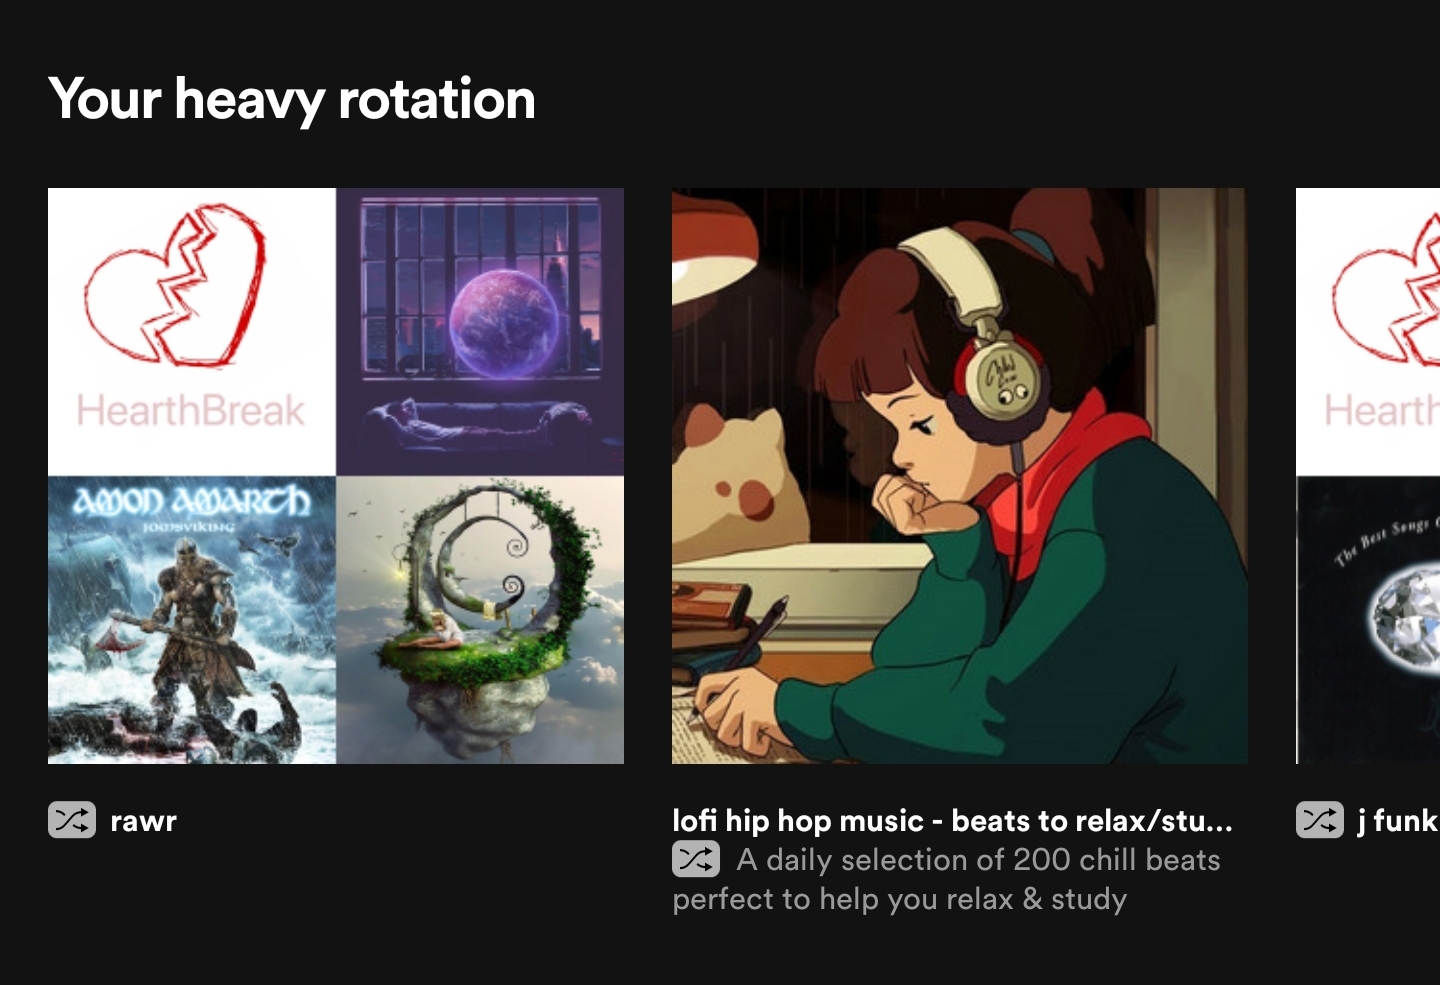 Your heavy rotation
HearthBreak
AMON AMARTH
JOMSVIKING
Hearth
The Best Songs
rawr
lofi hip hop music - beats to relax/stu...
A daily selection of 200 chill beats
perfect to help you relax & study
j funk